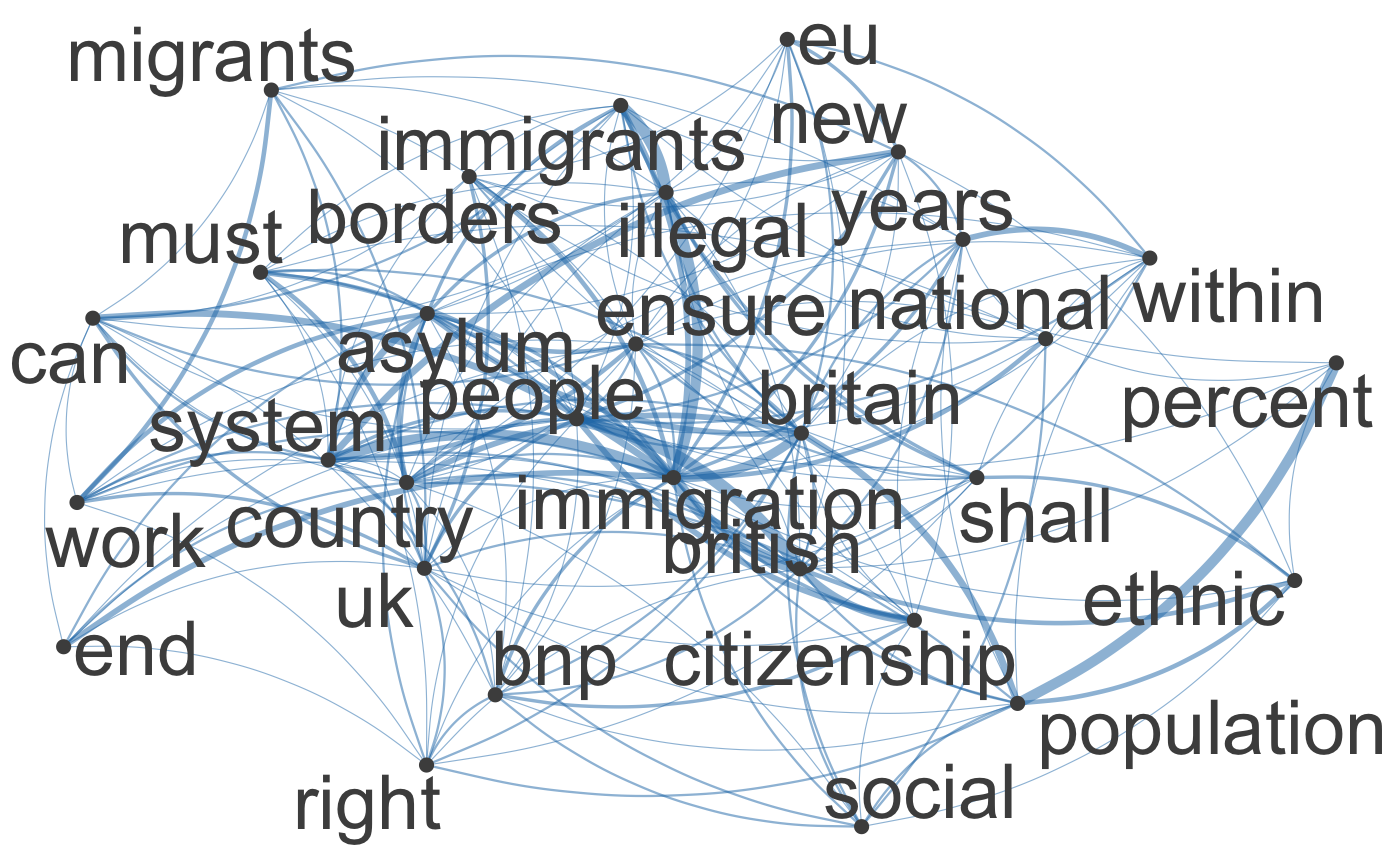 migrants
eu
new
immigrants
borders
illegal
years
must
ensure
national
within
can
asylum
people
britain
percent
system
immigration
shall
work
country
british
uk
ethnic
end
bnp
citizenship
population
right
social